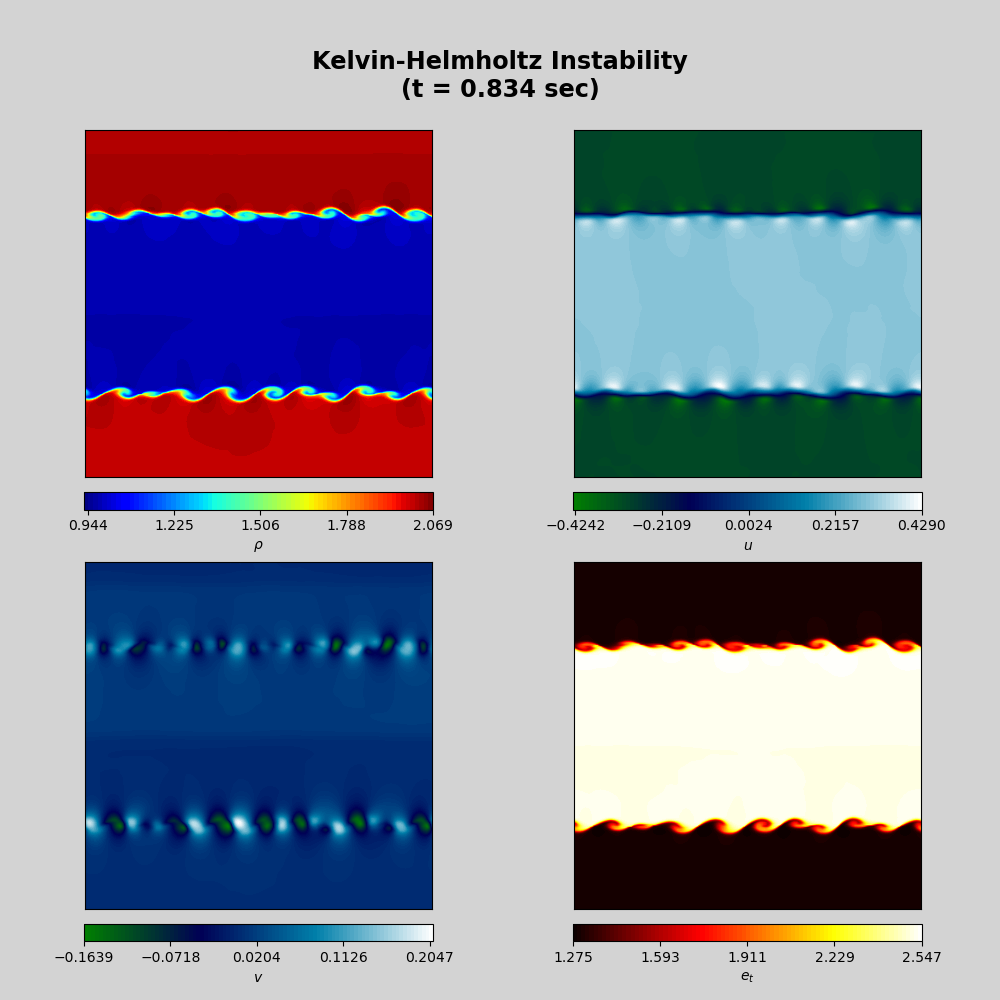 Kelvin-Helmholtz Instability
(t = 0.834 sec)
0.944 1.225 1.506 1.788 2.069
ρ
−0.4242 −0.2109 0.0024 0.2157 0.4290
u
−0.1639 −0.0718 0.0204 0.1126 0.2047
v
1.275 1.593 1.911 2.229 2.547
e_t